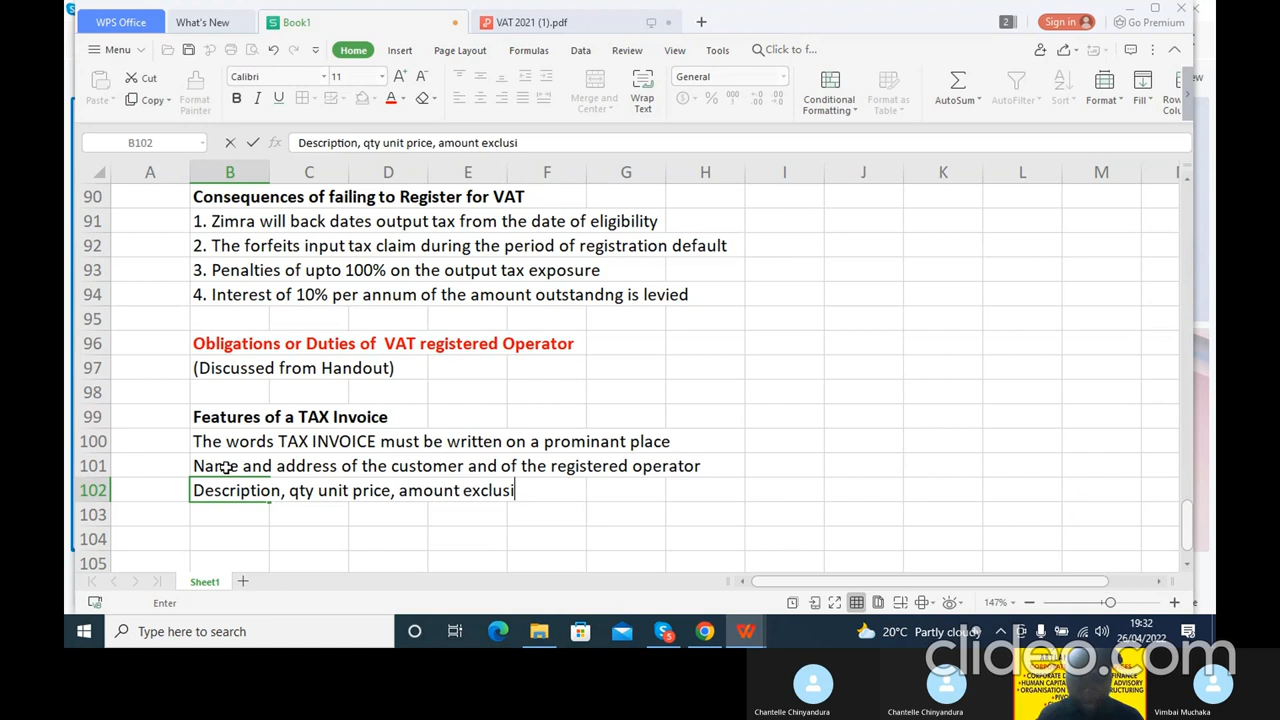 WPS Office
What's New
Book1
VAT 2021 (1).pdf
2
Sign in
Go Premium
Menu
Home
Insert
Page Layout
Formulas
Data
Review
View
Tools
Click to f...
Paste
Cut
Copy
Format Painter
Calibri
11
Merge and Center
Wrap Text
General
Conditional Formatting
Format as Table
AutoSum
AutoFilter
Sort
Format
Fill
B102
Description, qty unit price, amount exclusi
A B C D E F G H I J K L M
90 Consequences of failing to Register for VAT
91 1. Zimra will back dates output tax from the date of eligibility
92 2. The forfeits input tax claim during the period of registration default
93 3. Penalties of upto 100% on the output tax exposure
94 4. Interest of 10% per annum of the amount outstandng is levied
95
96 Obligations or Duties of VAT registered Operator
97 (Discussed from Handout)
98
99 Features of a TAX Invoice
100 The words TAX INVOICE must be written on a prominant place
101 Name and address of the customer and of the registered operator
102 Description, qty unit price, amount exclusi
103
104
105
Sheet1
Enter
147%
Type here to search
20°C Partly cloudy
19:32
26/04/2022
clideo.com
Chantelle Chinyandura
Chantelle Chinyandura
Vimbai Muchaka